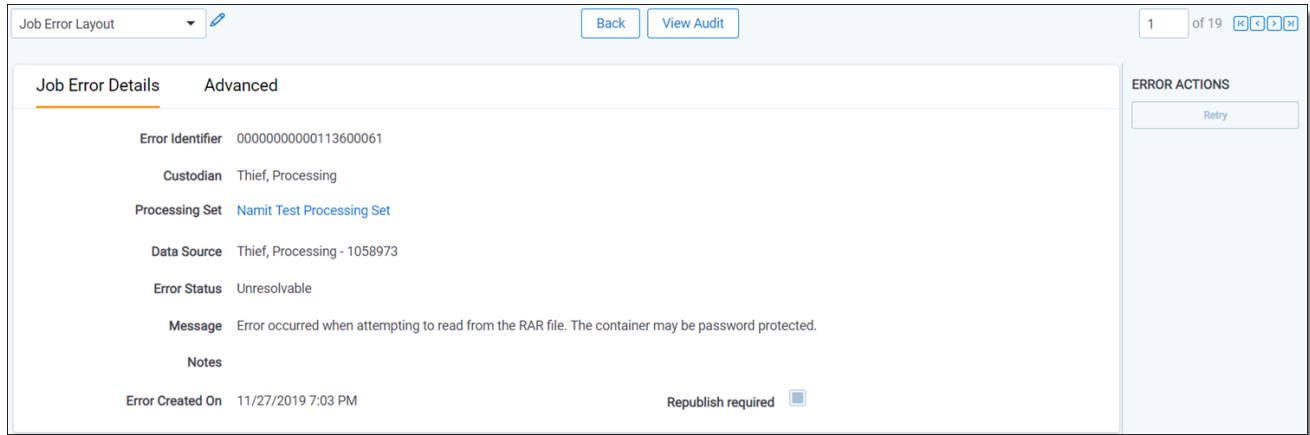 Job Error Layout Back View Audit 1 of 19
Job Error Details Advanced ERROR ACTIONS
Retry
Error Identifier 00000000000113600061
Custodian Thief, Processing
Processing Set Namit Test Processing Set
Data Source Thief, Processing - 1058973
Error Status Unresolvable
Message Error occurred when attempting to read from the RAR file. The container may be password protected.
Notes
Error Created On 11/27/2019 7:03 PM Republish required